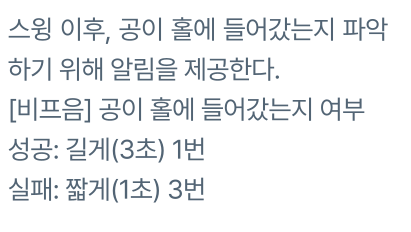 스윙 이후, 공이 홀에 들어갔는지 파악
하기 위해 알림을 제공한다.
[비프음] 공이 홀에 들어갔는지 여부
성공: 길게(3초) 1번
실패: 짧게(1초) 3번